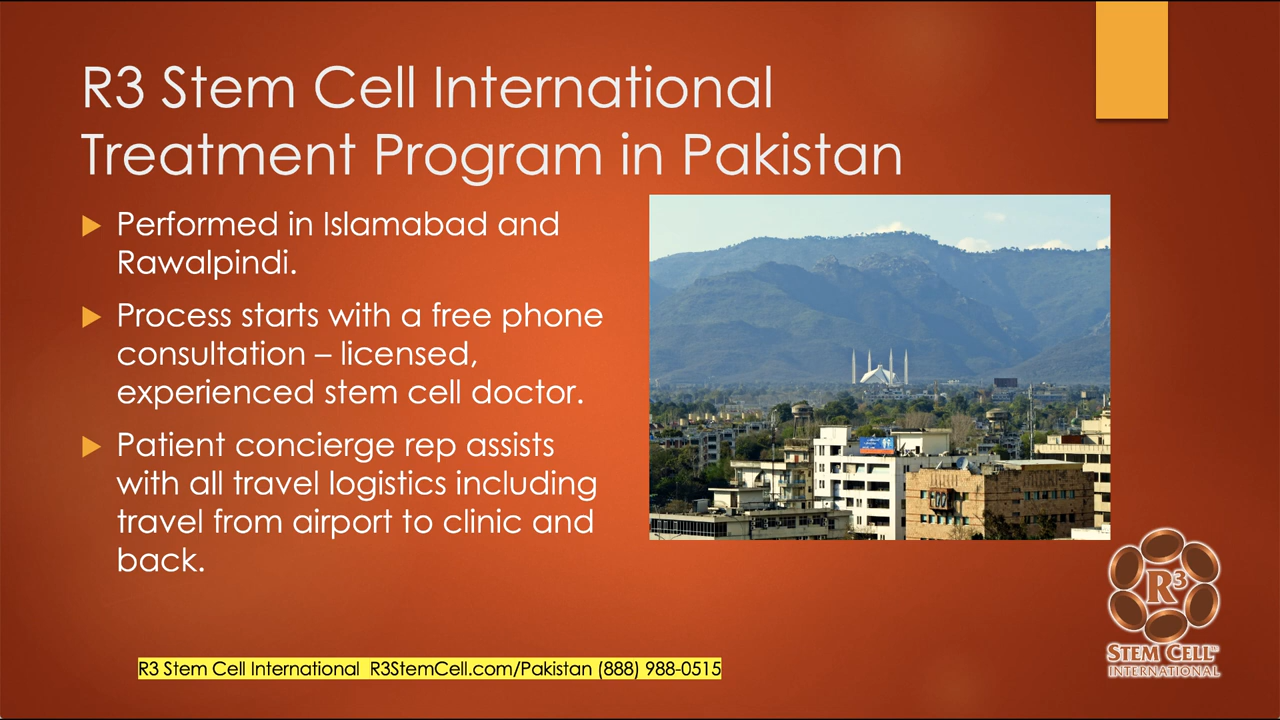 R3 Stem Cell International
Treatment Program in Pakistan
Performed in Islamabad and
Rawalpindi.
Process starts with a free phone
consultation – licensed,
experienced stem cell doctor.
Patient concierge rep assists
with all travel logistics including
travel from airport to clinic and
back.
R3 Stem Cell International R3StemCell.com/Pakistan (888) 988-0515
R3
STEM CELL
INTERNATIONAL